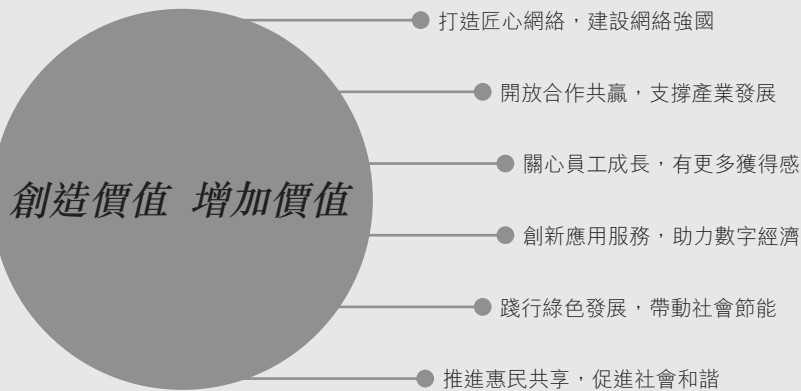 打造匠心網絡，建設網絡強國
開放合作共贏，支撐產業發展
關心員工成長，有更多獲得感
創造價值 增加價值
創新應用服務，助力數字經濟
踐行綠色發展，帶動社會節能
推進惠民共享，促進社會和諧